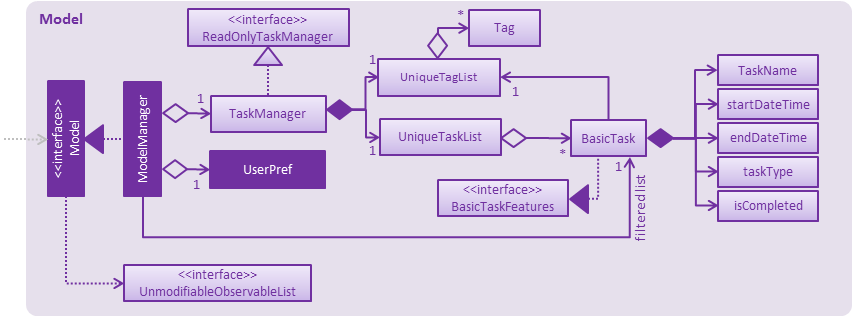 Model
<<interface>>
ReadOnlyTaskManager
*
Tag
1
UniqueTagList
1
TaskName
startDateTime
<<interface>>
Model
ModelManager
1
TaskManager
1
UniqueTaskList
*
BasicTask
1
endDateTime
1
UserPref
<<interface>>
BasicTaskFeatures
filtered list
taskType
isCompleted
<<interface>>
UnmodifiableObservableList